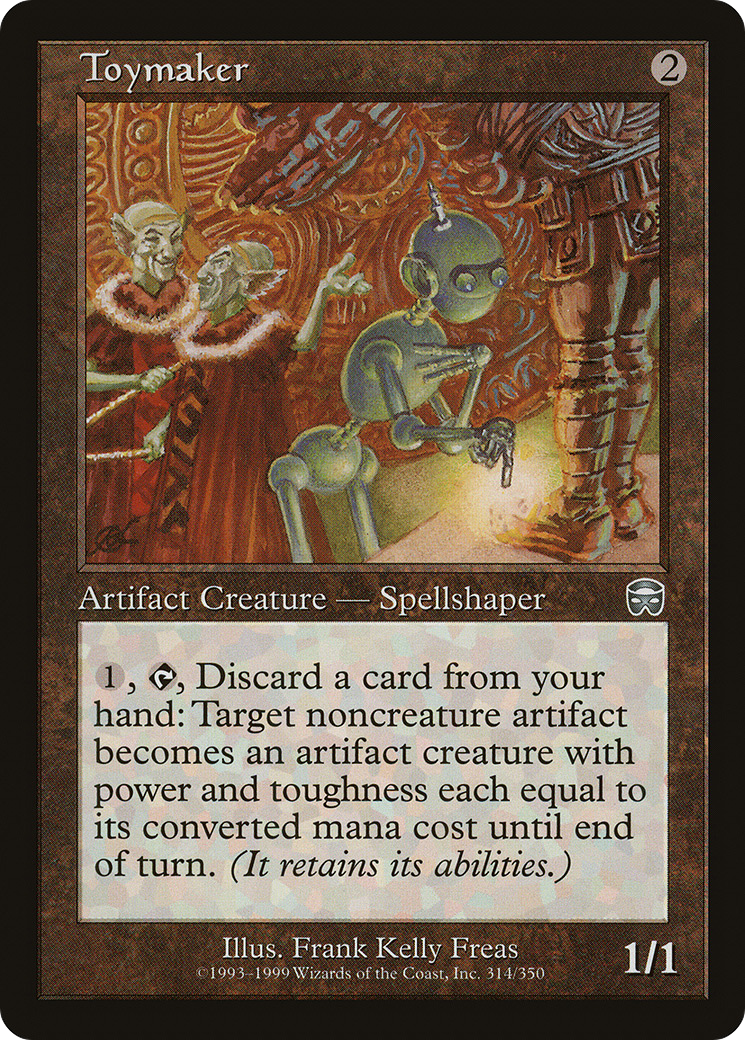 Toymaker 2
Artifact Creature — Spellshaper
1, , Discard a card from your
hand: Target noncreature artifact
becomes an artifact creature with
power and toughness each equal to
its converted mana cost until end
of turn. (It retains its abilities.)
Illus. Frank Kelly Freas
©1993–1999 Wizards of the Coast, Inc. 314/350
1/1